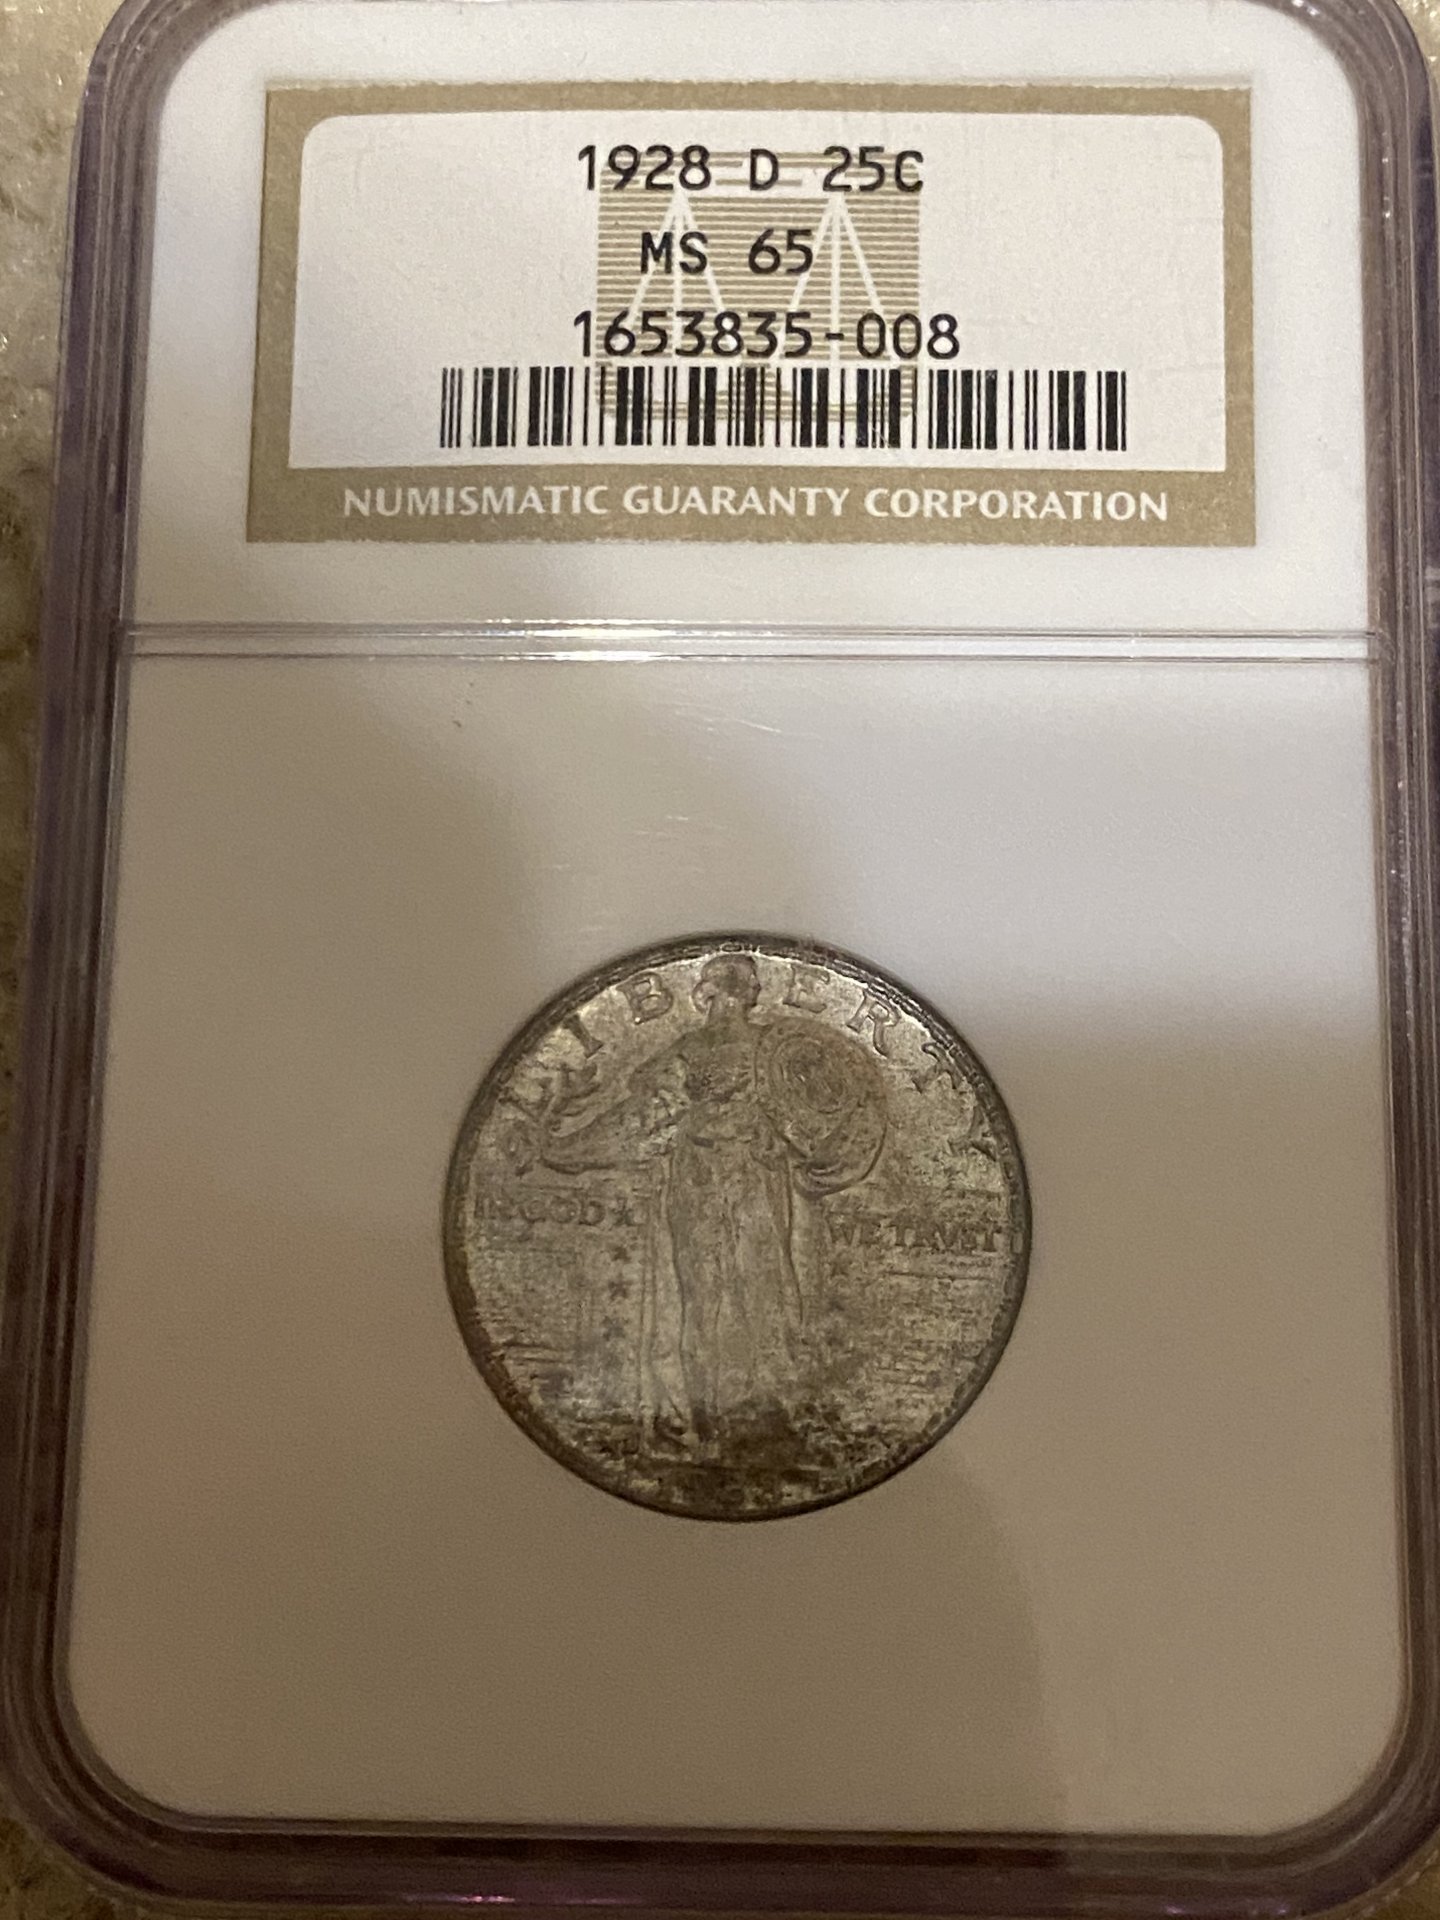 1928 D 25C
MS 65
1653835-008
NUMISMATIC GUARANTY CORPORATION
LIBERTY
IN GOD WE TRUST